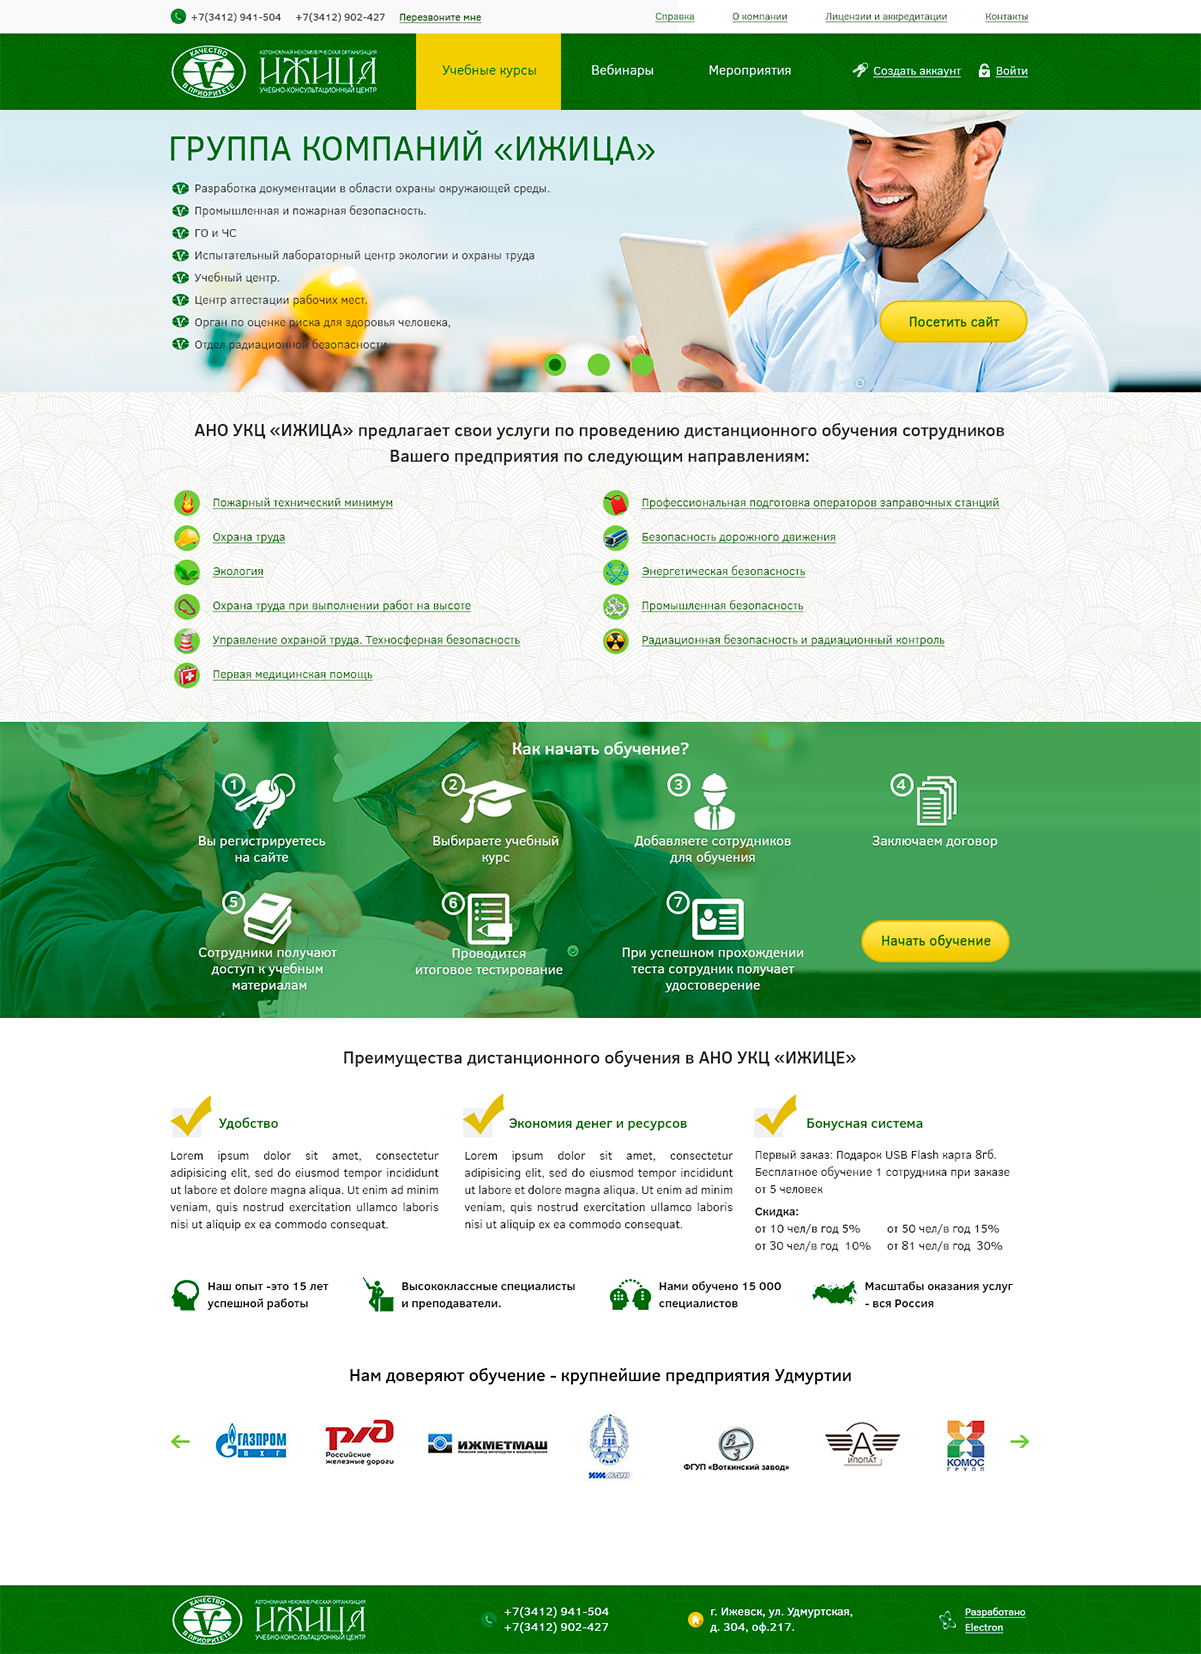 +7(3412) 941-504 +7(3412) 902-427 Перезвоните мне
Справка О компании Лицензии и аккредитации Контакты
КАЧЕСТВО
В ПРИОРИТЕТЕ
АВТОНОМНАЯ НЕКОММЕРЧЕСКАЯ ОРГАНИЗАЦИЯ
ИЖИЦА
УЧЕБНО-КОНСУЛЬТАЦИОННЫЙ ЦЕНТР
Учебные курсы Вебинары Мероприятия Создать аккаунт Войти
ГРУППА КОМПАНИЙ «ИЖИЦА»
Разработка документации в области охраны окружающей среды.
Промышленная и пожарная безопасность.
ГО и ЧС
Испытательный лабораторный центр экологии и охраны труда
Учебный центр.
Центр аттестации рабочих мест.
Орган по оценке риска для здоровья человека,
Отдел радиационной безопасности.
Посетить сайт
АНО УКЦ «ИЖИЦА» предлагает свои услуги по проведению дистанционного обучения сотрудников
Вашего предприятия по следующим направлениям:
Пожарный технический минимум
Охрана труда
Экология
Охрана труда при выполнении работ на высоте
Управление охраной труда. Техносферная безопасность
Первая медицинская помощь
Профессиональная подготовка операторов заправочных станций
Безопасность дорожного движения
Энергетическая безопасность
Промышленная безопасность
Радиационная безопасность и радиационный контроль
Как начать обучение?
1
Вы регистрируетесь
на сайте
2
Выбираете учебный
курс
3
Добавляете сотрудников
для обучения
4
Заключаем договор
5
Сотрудники получают
доступ к учебным
материалам
6
Проводится
итоговое тестирование
7
При успешном прохождении
теста сотрудник получает
удостоверение
Начать обучение
Преимущества дистанционного обучения в АНО УКЦ «ИЖИЦЕ»
Удобство
Lorem ipsum dolor sit amet, consectetur
adipisicing elit, sed do eiusmod tempor incididunt
ut labore et dolore magna aliqua. Ut enim ad minim
veniam, quis nostrud exercitation ullamco laboris
nisi ut aliquip ex ea commodo consequat.
Экономия денег и ресурсов
Lorem ipsum dolor sit amet, consectetur
adipisicing elit, sed do eiusmod tempor incididunt
ut labore et dolore magna aliqua. Ut enim ad minim
veniam, quis nostrud exercitation ullamco laboris
nisi ut aliquip ex ea commodo consequat.
Бонусная система
Первый заказ: Подарок USB Flash карта 8гб.
Бесплатное обучение 1 сотрудника при заказе
от 5 человек
Скидка:
от 10 чел/в год 5% от 50 чел/в год 15%
от 30 чел/в год 10% от 81 чел/в год 30%
Наш опыт -это 15 лет
успешной работы
Высококлассные специалисты
и преподаватели.
Нами обучено 15 000
специалистов
Масштабы оказания услуг
- вся Россия
Нам доверяют обучение - крупнейшие предприятия Удмуртии
ГАЗПРОМ
ПХГ
РЖД
Российские
железные дороги
ИЖМЕТМАШ
ФГУП «Воткинский завод»
ИПОПАТ
КОМОС
ГРУПП
КАЧЕСТВО
В ПРИОРИТЕТЕ
АВТОНОМНАЯ НЕКОММЕРЧЕСКАЯ ОРГАНИЗАЦИЯ
ИЖИЦА
УЧЕБНО-КОНСУЛЬТАЦИОННЫЙ ЦЕНТР
+7(3412) 941-504
+7(3412) 902-427
г. Ижевск, ул. Удмуртская,
д. 304, оф.217.
Разработано
Electron